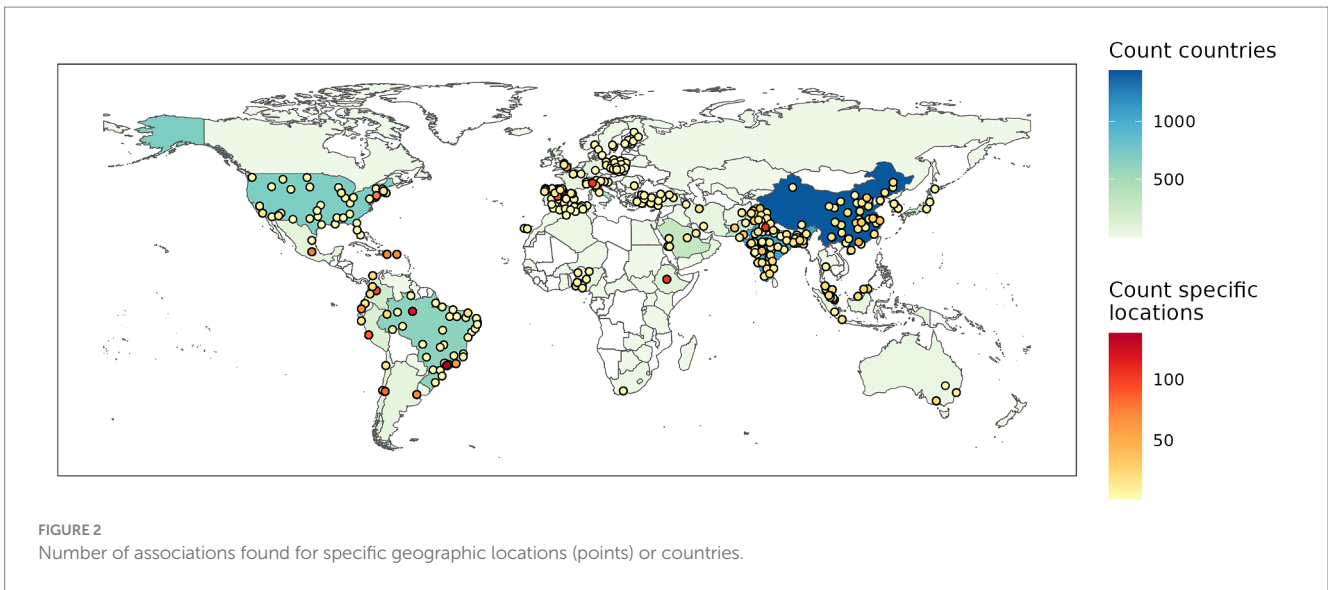 Count countries
1000
500
Count specific
locations
100
50
FIGURE 2
Number of associations found for specific geographic locations (points) or countries.